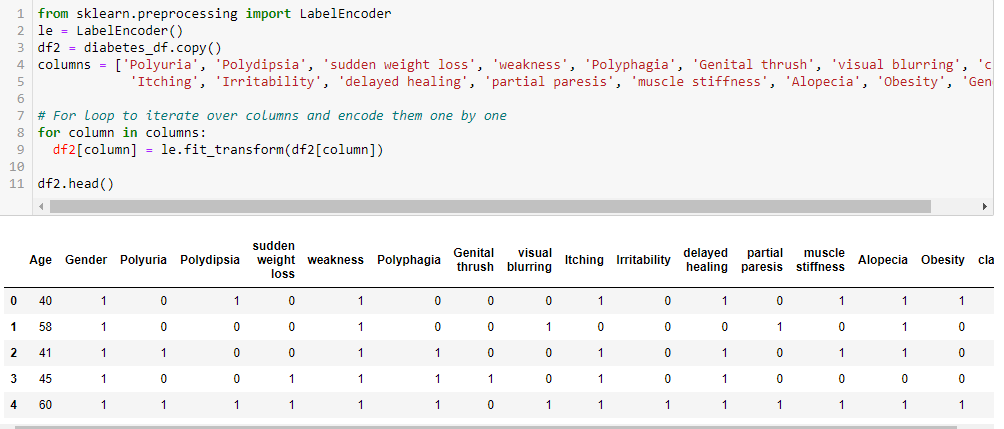 1 from sklearn.preprocessing import LabelEncoder
2 le = LabelEncoder()
3 df2 = diabetes_df.copy()
4 columns = ['Polyuria', 'Polydipsia', 'sudden weight loss', 'weakness', 'Polyphagia', 'Genital thrush', 'visual blurring', 'c
5 'Itching', 'Irritability', 'delayed healing', 'partial paresis', 'muscle stiffness', 'Alopecia', 'Obesity', 'Gen
6
7 # For loop to iterate over columns and encode them one by one
8 for column in columns:
9 df2[column] = le.fit_transform(df2[column])
10
11 df2.head()
Age Gender Polyuria Polydipsia sudden weight loss weakness Polyphagia Genital thrush visual blurring Itching Irritability delayed healing partial paresis muscle stiffness Alopecia Obesity cla
0 40 1 0 1 0 1 0 0 0 1 0 1 0 1 1 1
1 58 1 0 0 0 1 0 0 1 0 0 0 1 0 1 0
2 41 1 1 0 0 1 1 0 0 1 0 1 0 1 1 0
3 45 1 0 0 1 1 1 1 0 1 0 1 0 0 0 0
4 60 1 1 1 1 1 1 0 1 1 1 1 1 1 1 1